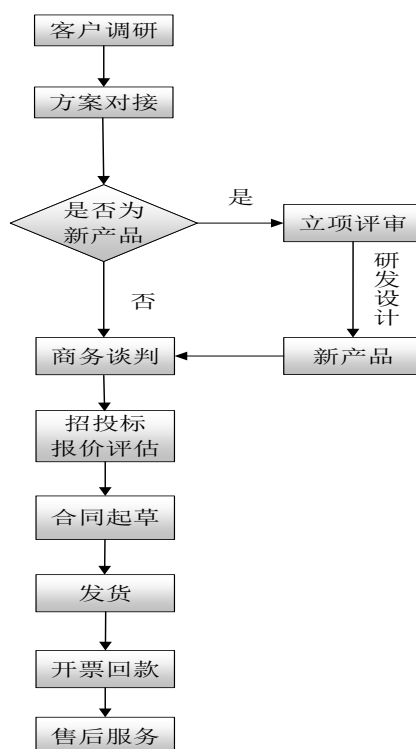 客户调研
方案对接
是否为
新产品
是
立项评审
研发设计
否
商务谈判
新产品
招投标
报价评估
合同起草
发货
开票回款
售后服务